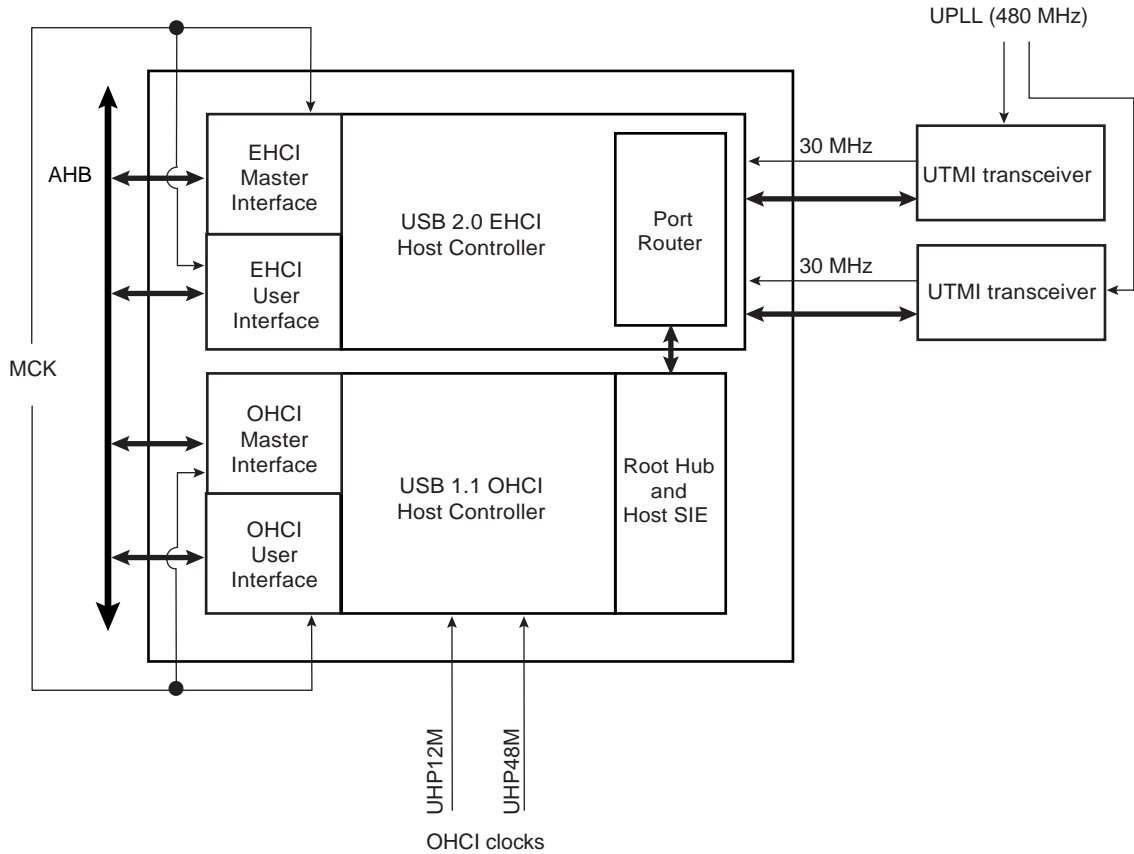 UPLL (480 MHz)
AHB
EHCI
Master
Interface
USB 2.0 EHCI
Host Controller
Port
Router
30 MHz
UTMI transceiver
EHCI
User
Interface
30 MHz
UTMI transceiver
MCK
OHCI
Master
Interface
USB 1.1 OHCI
Host Controller
Root Hub
and
Host SIE
OHCI
User
Interface
UHP12M
UHP48M
OHCI clocks